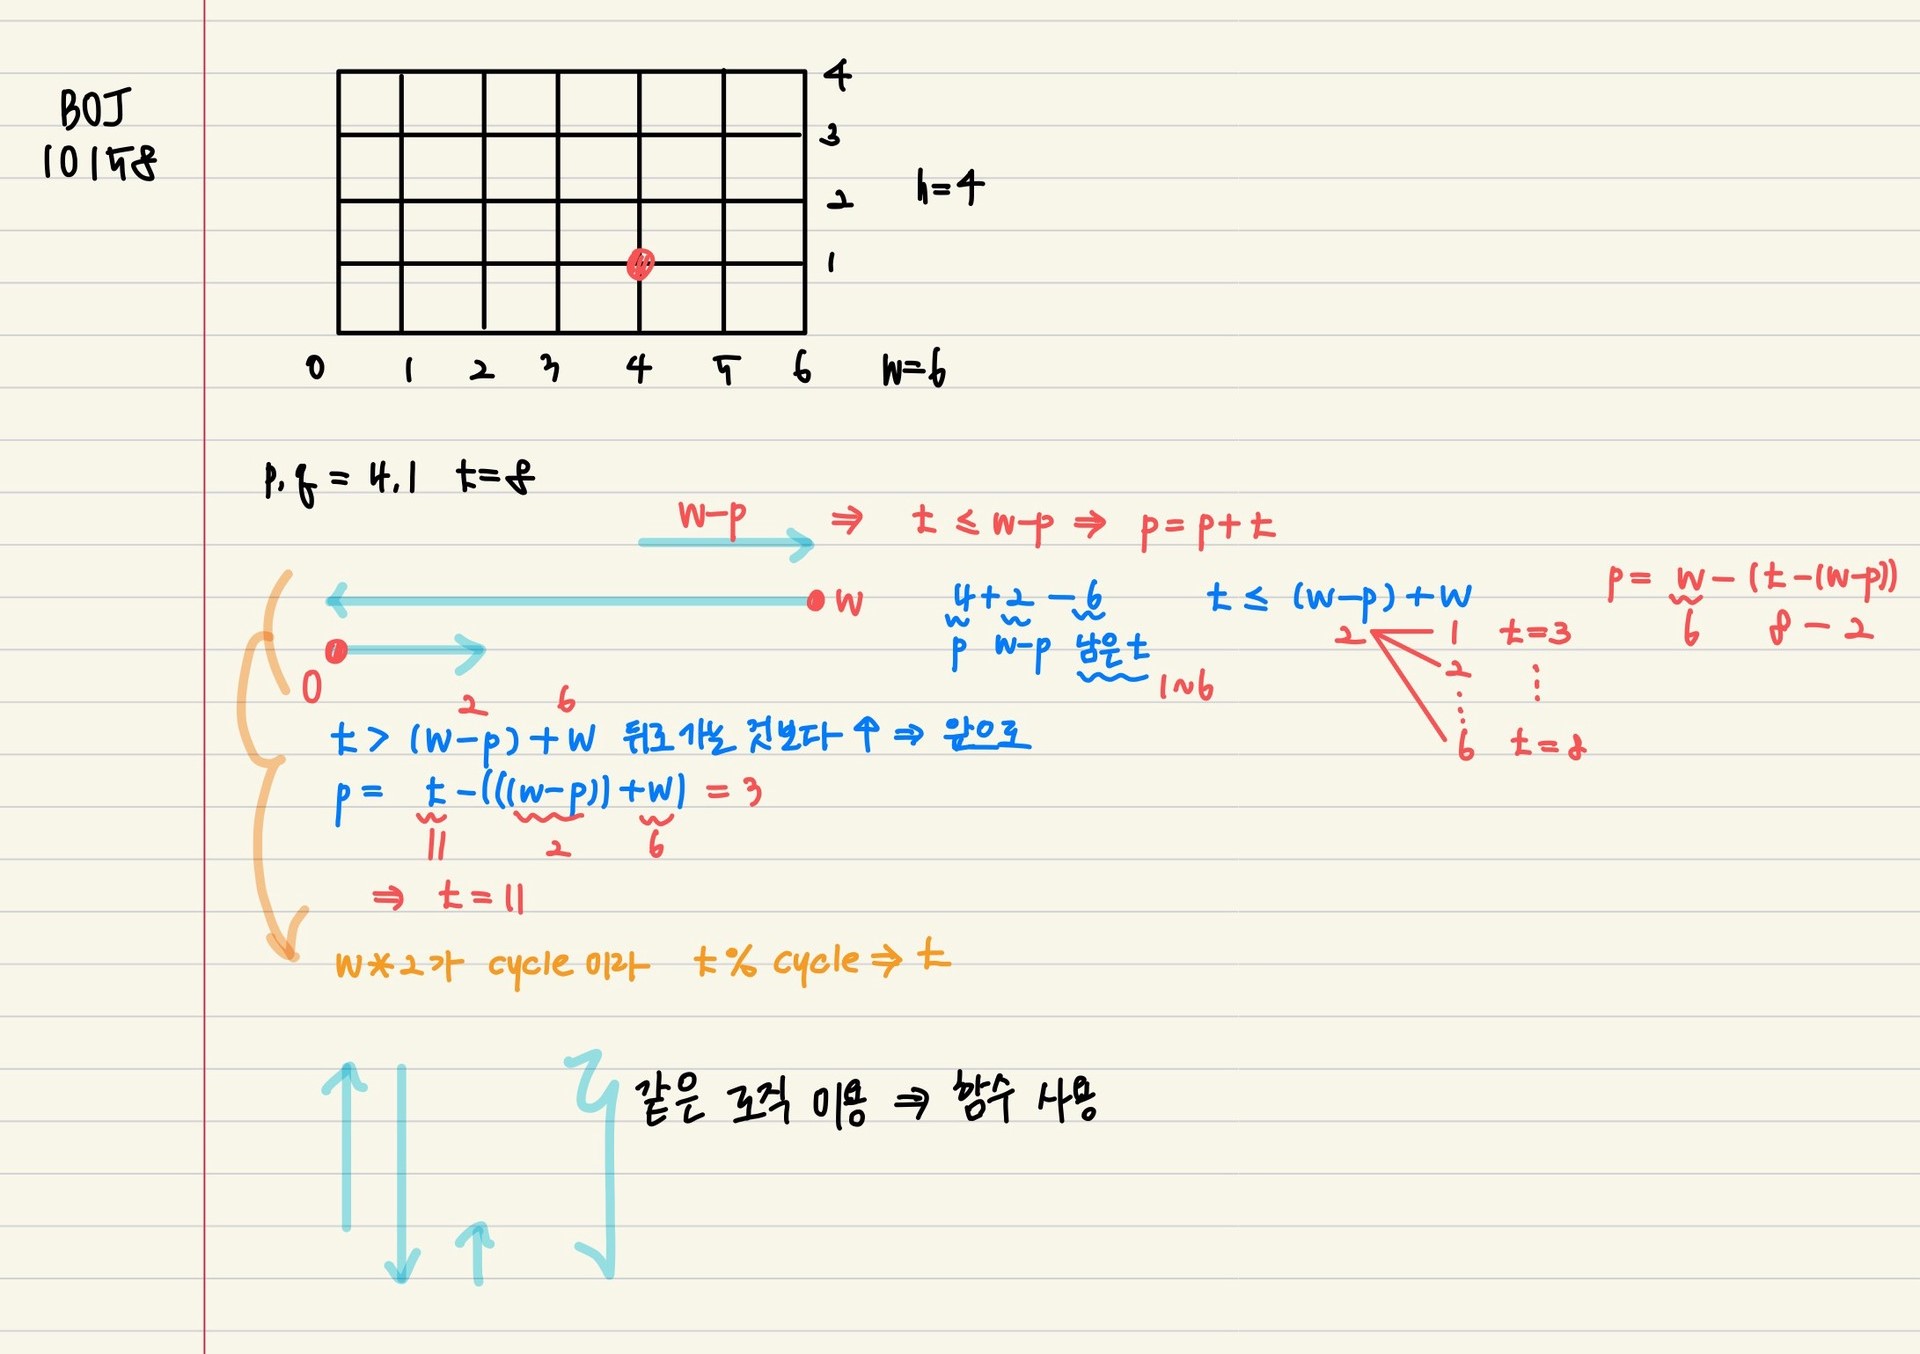 BOJ
10158
4
3
2
1
h=4
0 1 2 3 4 5 6 w=6
p.q = 4.1 t=8
w-p ⇒ t ≤ w-p ⇒ p = p+t
w
4+2-6 t ≤ (w-p)+w
p w-p 남은 t
1~6
2 1 t=3
2
⋮ ⋮
6 t=8
p = w-(t-(w-p))
6 8-2
0
2 6
t > (w-p)+w 뒤로 가는 것보다 ↑ ⇒ 앞으로
p = t-(((w-p))+w) = 3
11 2 6
⇒ t = 11
w*2가 cycle 이라 t % cycle ⇒ t
같은 로직 이용 ⇒ 함수 사용